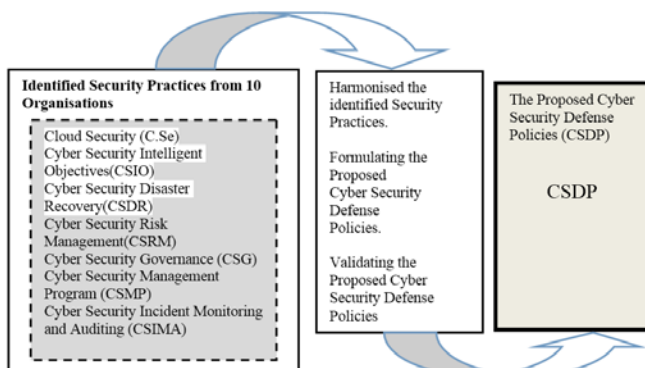 Identified Security Practices from 10
Organisations
Cloud Security (C.Se)
Cyber Security Intelligent
Objectives(CSIO)
Cyber Security Disaster
Recovery(CSDR)
Cyber Security Risk
Management(CSRM)
Cyber Security Governance (CSG)
Cyber Security Management
Program (CSMP)
Cyber Security Incident Monitoring
and Auditing (CSIMA)
Harmonised the
identified Security
Practices.
Formulating the
Proposed
Cyber Security
Defense
Policies.
Validating the
Proposed Cyber
Security Defense
Policies
The Proposed Cyber
Security Defense
Policies (CSDP)
CSDP